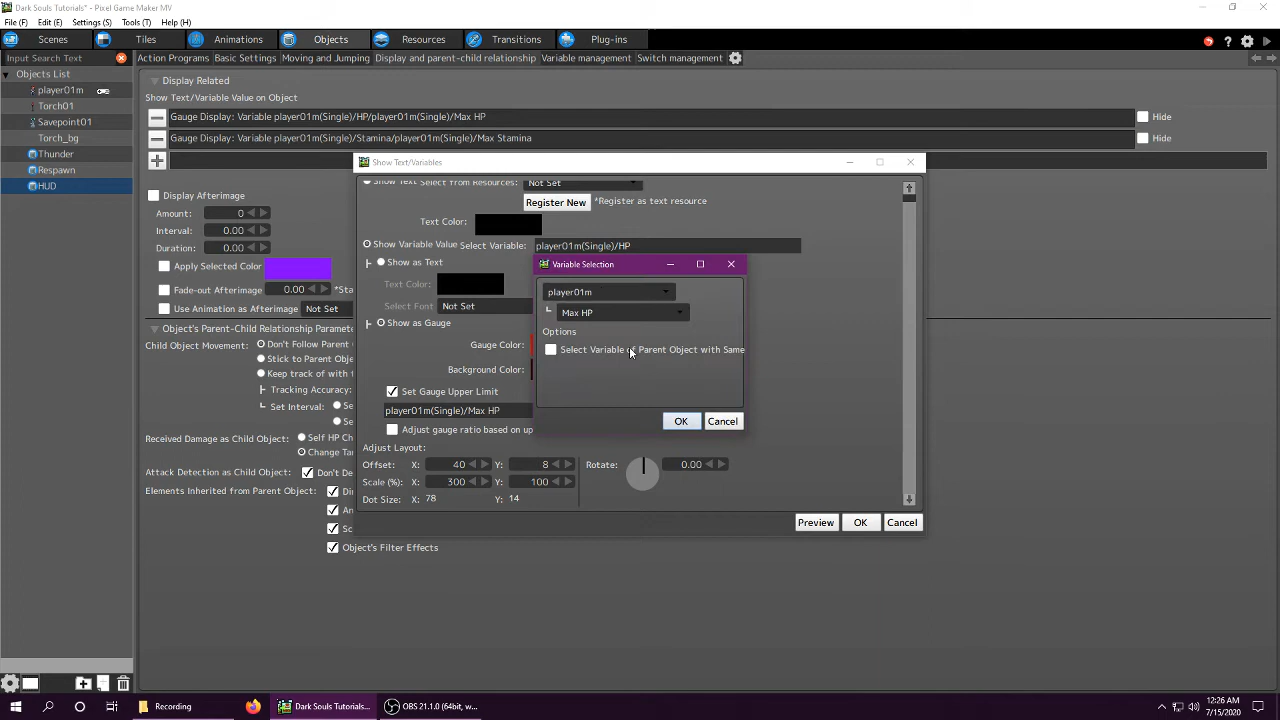 Dark Souls Tutorials* - Pixel Game Maker MV
File (F) Edit (E) Settings (S) Tools (T) Help (H)
Scenes Tiles Animations Objects Resources Transitions Plug-ins
Input Search Text Action Programs Basic Settings Moving and Jumping Display and parent-child relationship Variable management Switch management
Objects List
player01m
Torch01
Savepoint01
Torch_bg
Thunder
Respawn
HUD
Display Related
Show Text/Variable Value on Object
Gauge Display: Variable player01m(Single)/HP/player01m(Single)/Max HP Hide
Gauge Display: Variable player01m(Single)/Stamina/player01m(Single)/Max Stamina Hide
Display Afterimage
Amount: 0
Interval: 0.00
Duration: 0.00
Apply Selected Color
Fade-out Afterimage 0.00 *Sta
Use Animation as Afterimage Not Set
Object's Parent-Child Relationship Paramete
Child Object Movement: Don't Follow Parent
Stick to Parent Obje
Keep track of with t
Tracking Accuracy:
Set Interval: Se
Se
Received Damage as Child Object: Self HP Ch
Change Tar
Attack Detection as Child Object: Don't De
Elements Inherited from Parent Object: Di
An
Sc
Object's Filter Effects
Show Text/Variables
Show Text Select from Resources: Not Set
Register New *Register as text resource
Text Color:
Show Variable Value Select Variable: player01m(Single)/HP
Show as Text
Text Color:
Select Font Not Set
Show as Gauge
Gauge Color:
Background Color:
Set Gauge Upper Limit
player01m(Single)/Max HP
Adjust gauge ratio based on up
Adjust Layout:
Offset: X: 40 Y: 8 Rotate: 0.00
Scale (%): X: 300 Y: 100
Dot Size: X: 78 Y: 14
Preview OK Cancel
Variable Selection
player01m
Max HP
Options
Select Variable of Parent Object with Same
OK Cancel
Recording Dark Souls Tutorials... OBS 21.1.0 (64bit, w...
12:26 AM
7/15/2020